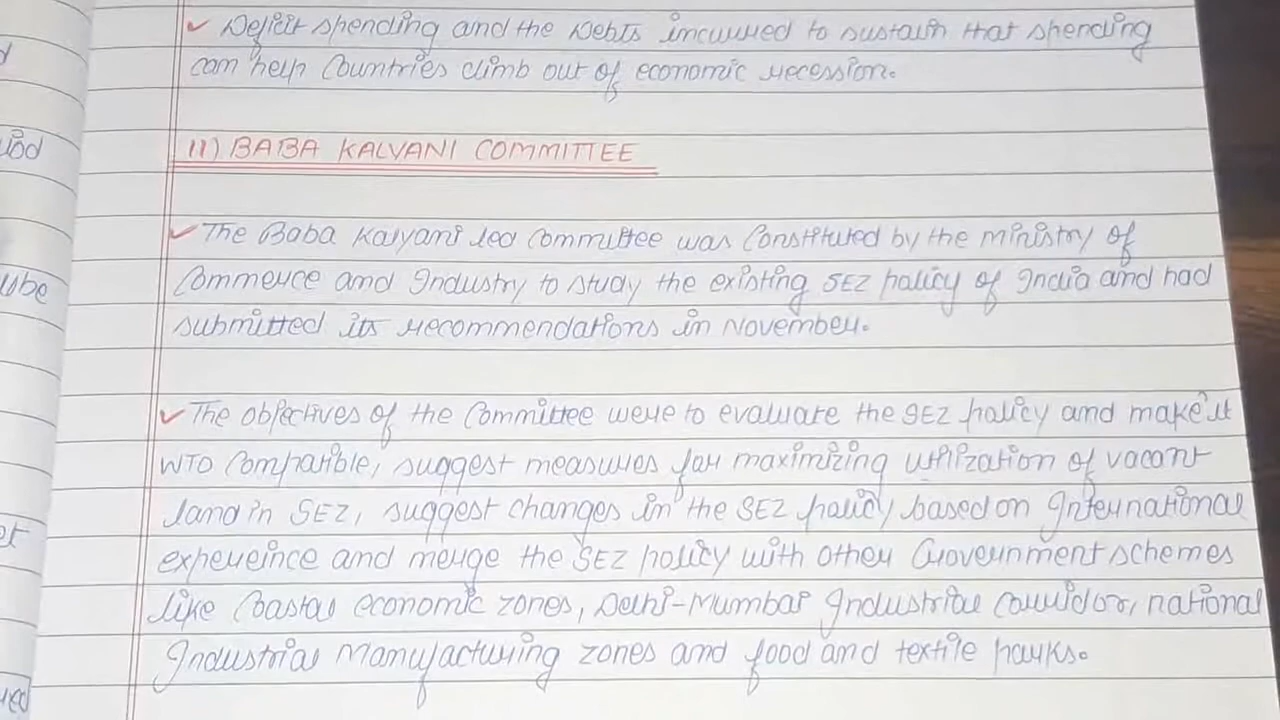 ✓ Deficit spending and the Debts incurred to sustain that spending
can help Countries climb out of economic recession.
11) BABA KALYANI COMMITTEE
✓ The Baba Kalyani led Committee was Constituted by the Ministry of
Commerce and Industry to study the existing SEZ policy of India and had
submitted its recommendations in November.
✓ The objectives of the Committee were to evaluate the SEZ policy and make it
WTO Compatible, suggest measures for maximizing utilization of vacant
land in SEZ, suggest changes in the SEZ policy based on International
expereince and merge the SEZ policy with other Government schemes
like Coastal economic zones, Delhi-Mumbai Industrial Corridor, national
Industrial Manufacturing zones and food and textile parks.